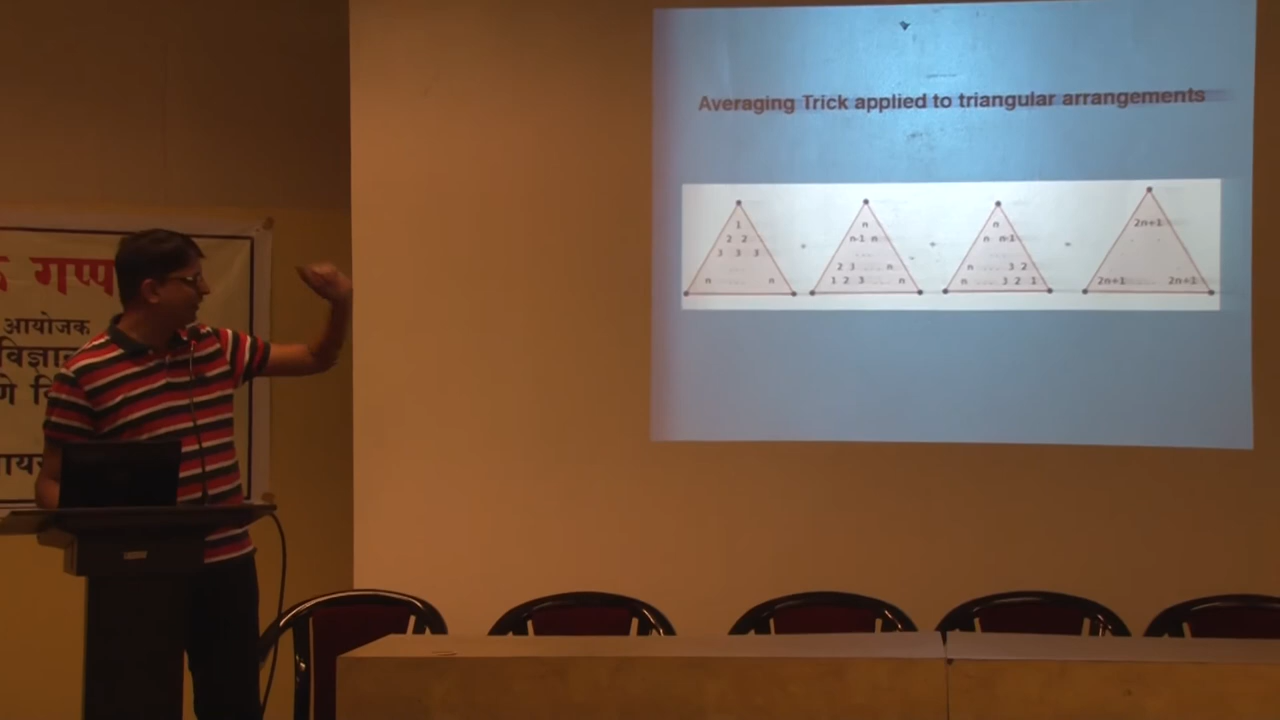 गप्प
आयोजक
Averaging Trick applied to triangular arrangements
1
2 2
3 3 3
n ..... n
n
n-1 n
2 3 n
1 2 3 n
n
n n-1
n ..... 3 2
n ..... 3 2 1
2n+1
2n+1 2n+1